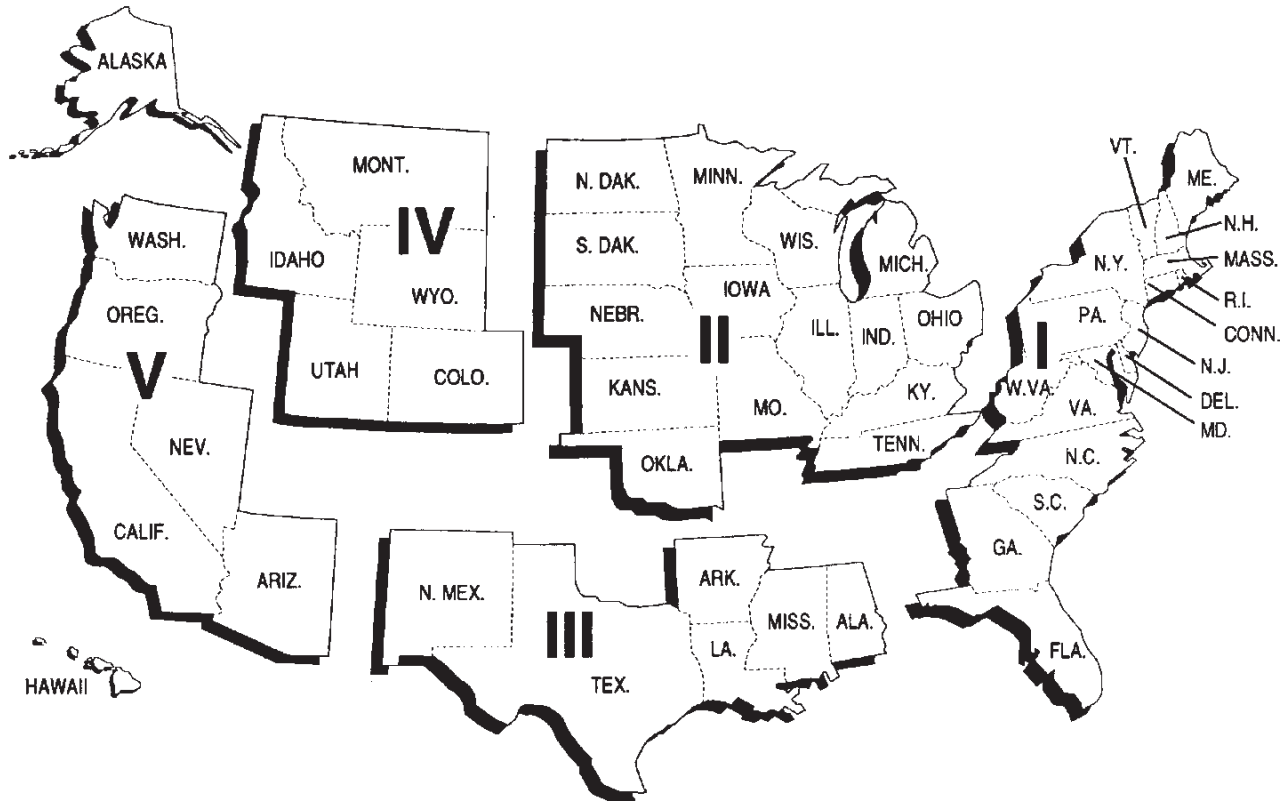 ALASKA
MONT.
IV
IDAHO
WYO.
UTAH
COLO.
WASH.
OREG.
V
NEV.
CALIF.
ARIZ.
HAWAII
N. DAK.
MINN.
S. DAK.
WIS.
MICH.
IOWA
NEBR.
II
ILL.
IND.
OHIO
KANS.
MO.
KY.
OKLA.
TENN.
VT.
ME.
N.H.
N.Y.
MASS.
R.I.
CONN.
PA.
I
N.J.
W.VA.
DEL.
VA.
MD.
N.C.
S.C.
GA.
FLA.
N. MEX.
ARK.
III
MISS.
ALA.
LA.
TEX.